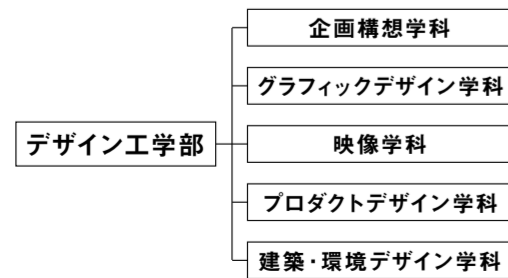 デザイン工学部
企画構想学科
グラフィックデザイン学科
映像学科
プロダクトデザイン学科
建築・環境デザイン学科